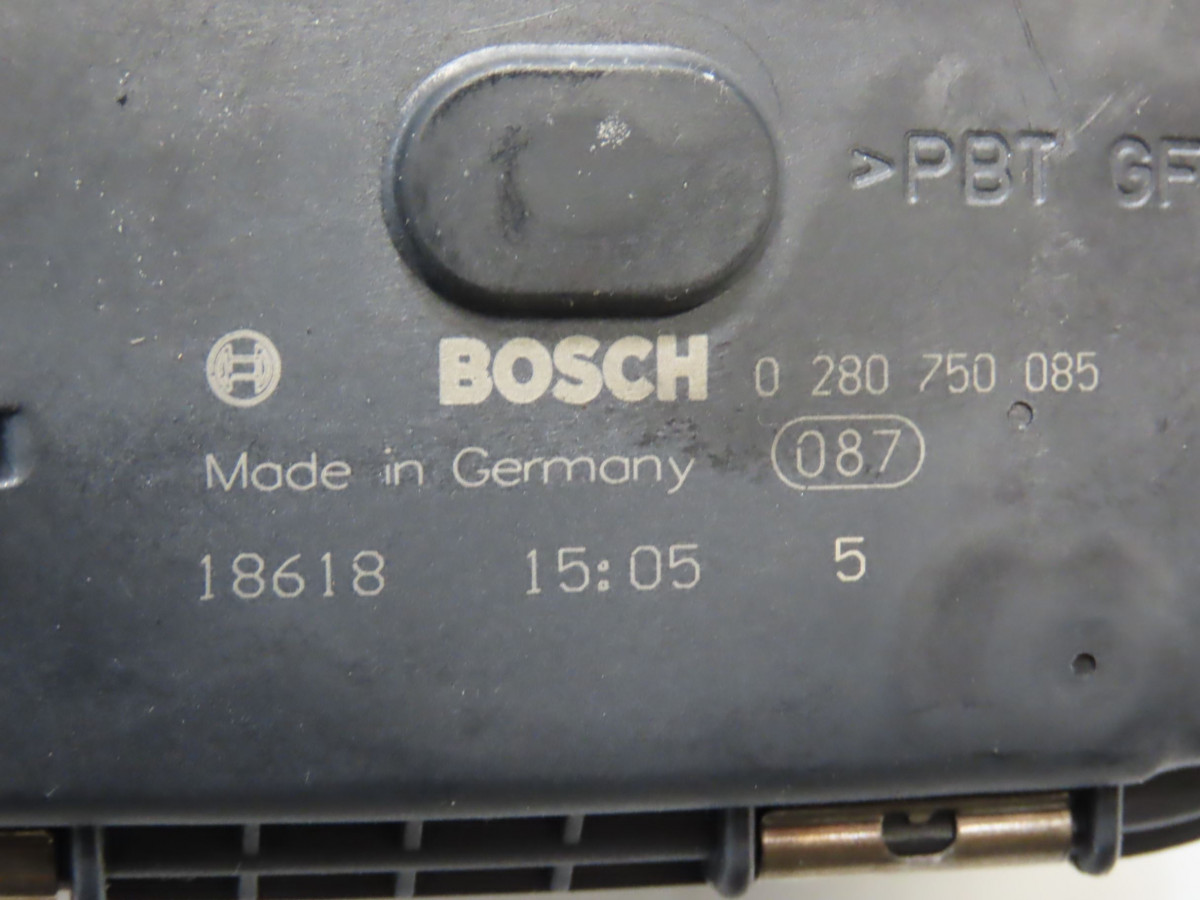 >PBT GF
BOSCH 0 280 750 085
Made in Germany 087
18618 15:05 5